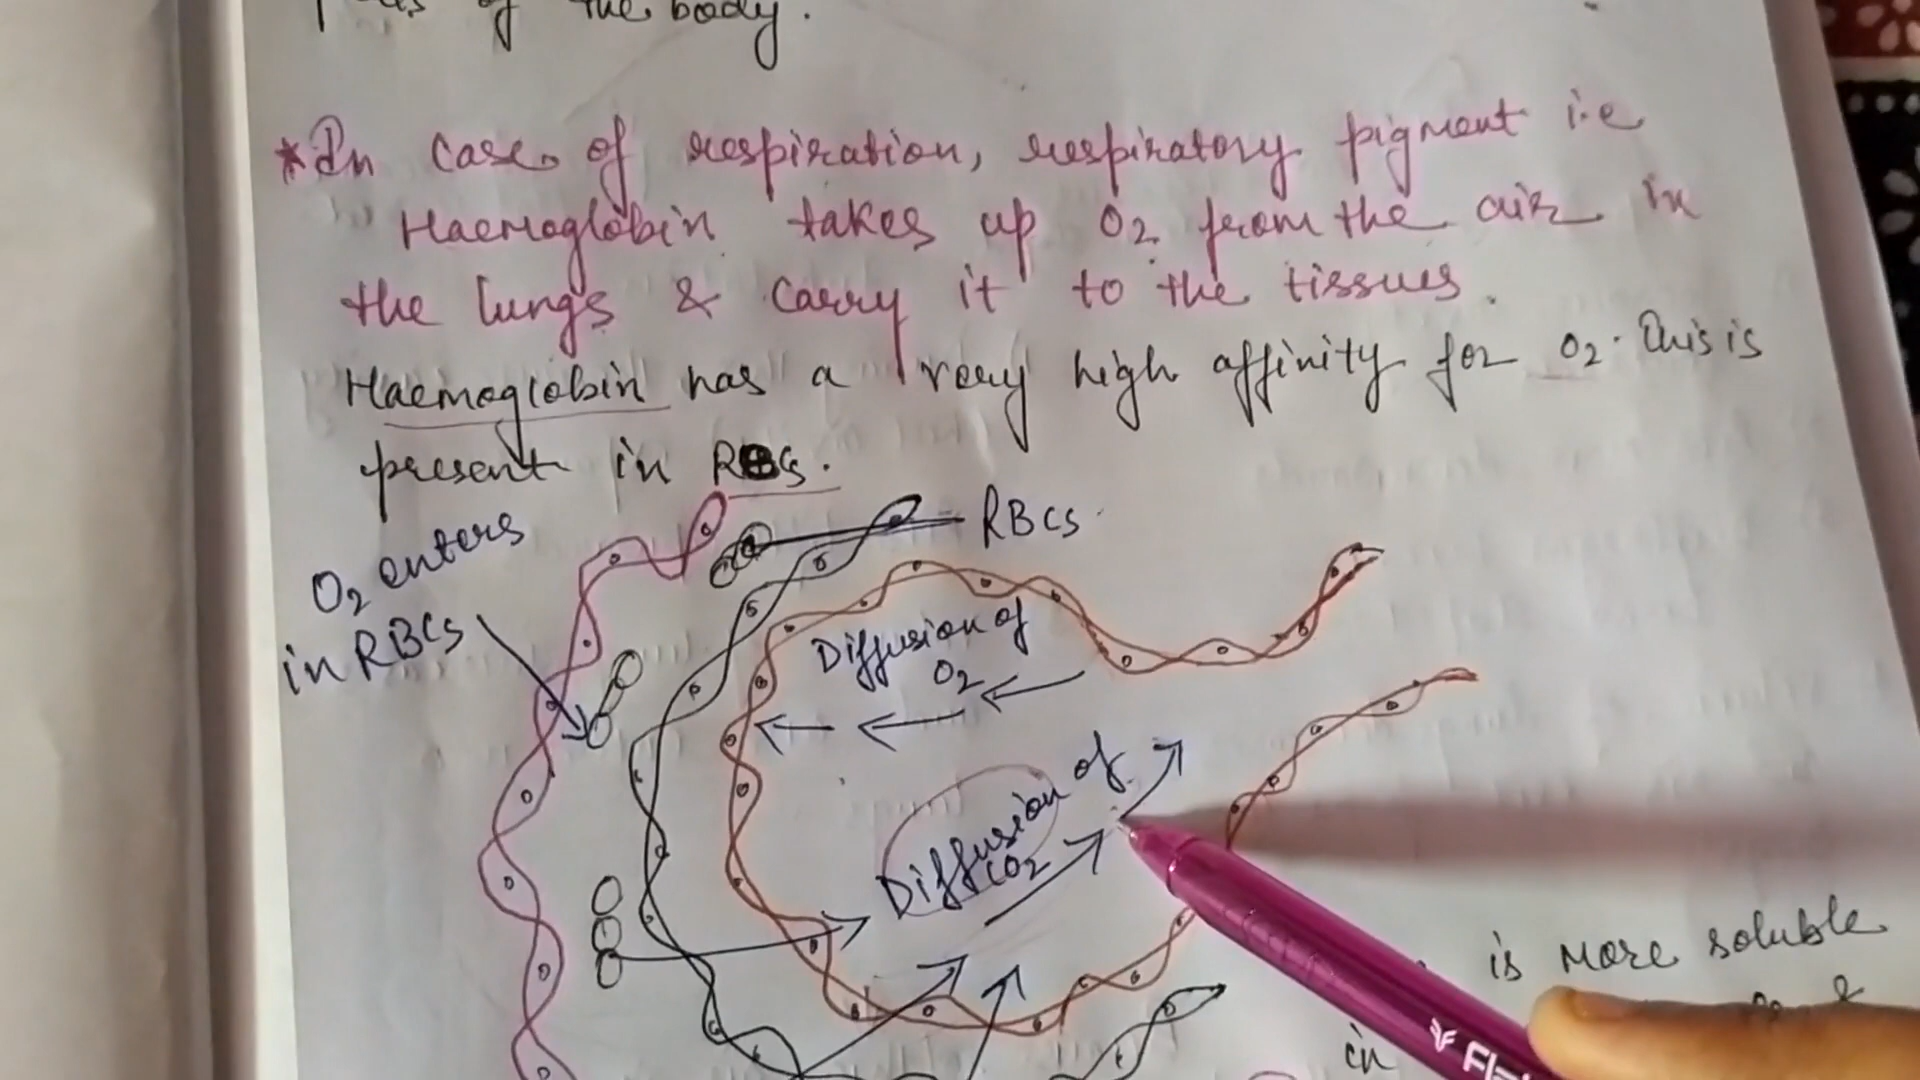 of the body.
* In case of respiration, respiratory pigment i.e
Haemoglobin takes up O2 from the air in
the lungs & carry it to the tissues.
Haemoglobin has a very high affinity for O2. This is
present in RBCs.
O2 enters
in RBCs
RBCs
Diffusion of
O2
Diffusion of
CO2
is more soluble
in